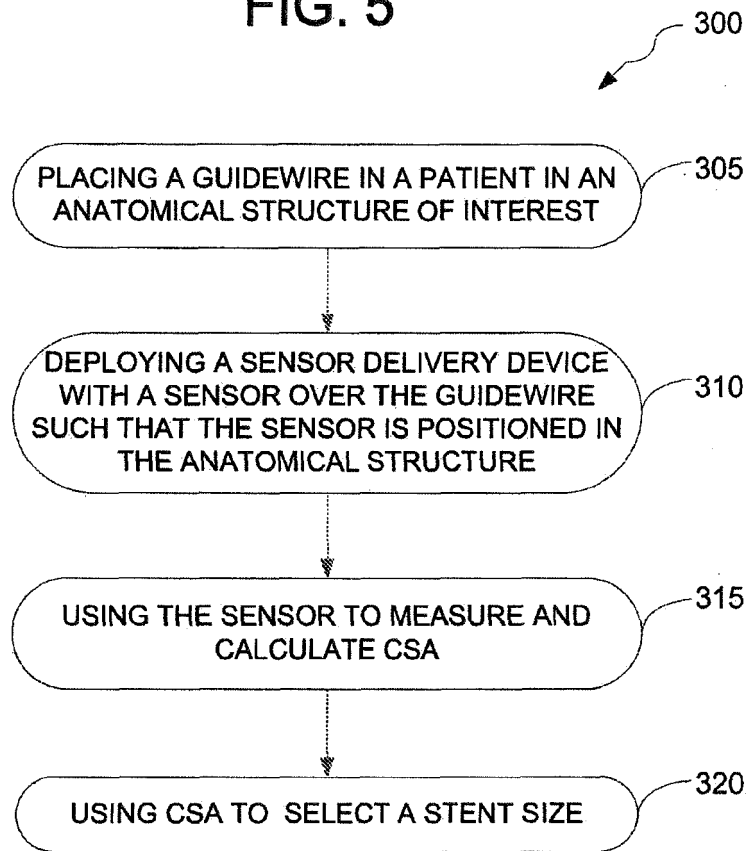 FIG. 5
300
PLACING A GUIDEWIRE IN A PATIENT IN AN
ANATOMICAL STRUCTURE OF INTEREST
305
DEPLOYING A SENSOR DELIVERY DEVICE
WITH A SENSOR OVER THE GUIDEWIRE
SUCH THAT THE SENSOR IS POSITIONED IN
THE ANATOMICAL STRUCTURE
310
USING THE SENSOR TO MEASURE AND
CALCULATE CSA
315
USING CSA TO SELECT A STENT SIZE
320